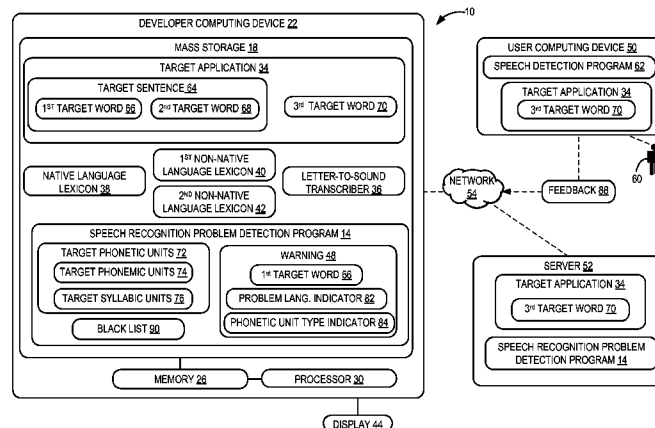 DEVELOPER COMPUTING DEVICE 22
10
MASS STORAGE 18
TARGET APPLICATION 34
TARGET SENTENCE 64
1ST TARGET WORD 66
2nd TARGET WORD 68
3rd TARGET WORD 70
NATIVE LANGUAGE
LEXICON 38
1ST NON-NATIVE
LANGUAGE LEXICON
40
2ND NON-NATIVE
LANGUAGE LEXICON
42
LETTER-TO-SOUND
TRANSCRIBER 36
SPEECH RECOGNITION PROBLEM DETECTION PROGRAM 14
TARGET PHONETIC UNITS 72
TARGET PHONEMIC UNITS 74
TARGET SYLLABIC UNITS 76
BLACK LIST 90
WARNING 48
1st TARGET WORD 66
PROBLEM LANG. INDICATOR 82
PHONETIC UNIT TYPE INDICATOR 84
MEMORY 26
PROCESSOR 30
DISPLAY 44
USER COMPUTING DEVICE 50
SPEECH DETECTION PROGRAM 62
TARGET APPLICATION 34
3rd TARGET WORD 70
60
NETWORK
54
FEEDBACK 88
SERVER 52
TARGET APPLICATION 34
3rd TARGET WORD 70
SPEECH RECOGNITION PROBLEM
DETECTION PROGRAM 14